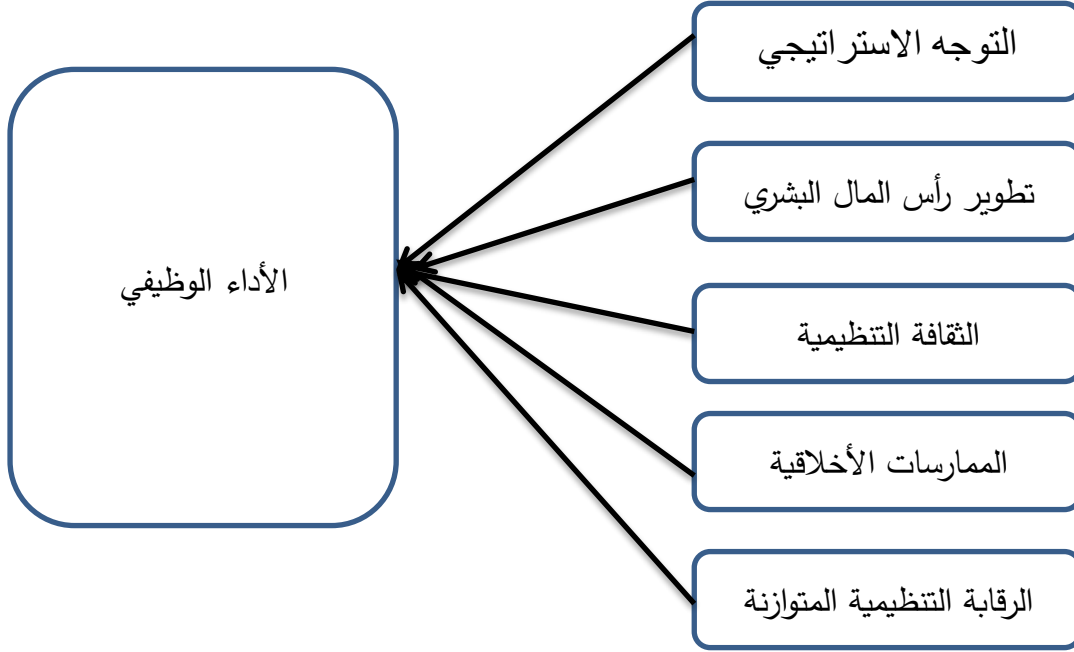 التوجه الاستراتيجي
تطوير رأس المال البشري
الأداء الوظيفي
الثقافة التنظيمية
الممارسات الأخلاقية
الرقابة التنظيمية المتوازنة